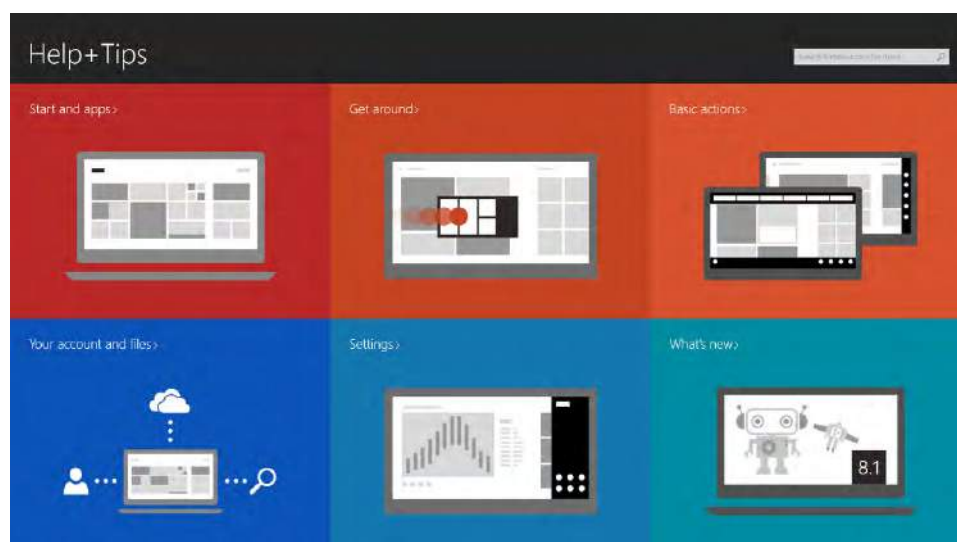 Help+Tips
Start and apps›
Get around›
Basic actions›
Your account and files›
Settings›
What's new›
8.1